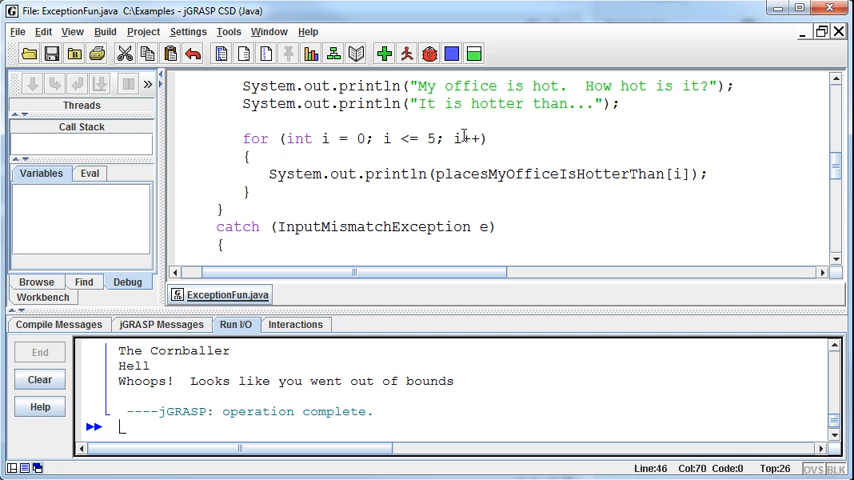 File: ExceptionFun.java C:\Examples - jGRASP CSD (Java)
File Edit View Build Project Settings Tools Window Help
Threads
Call Stack
Variables Eval
Browse Find Debug
Workbench
System.out.println("My office is hot.  How hot is it?");
System.out.println("It is hotter than...");
for (int i = 0; i <= 5; i++)
{
System.out.println(placesMyOfficeIsHotterThan[i]);
}
}
catch (InputMismatchException e)
{
ExceptionFun.java
Compile Messages jGRASP Messages Run I/O Interactions
End
Clear
Help
The Cornballer
Hell
Whoops!  Looks like you went out of bounds
----jGRASP: operation complete.
Line:46 Col:70 Code:0 Top:26 OVS BLK